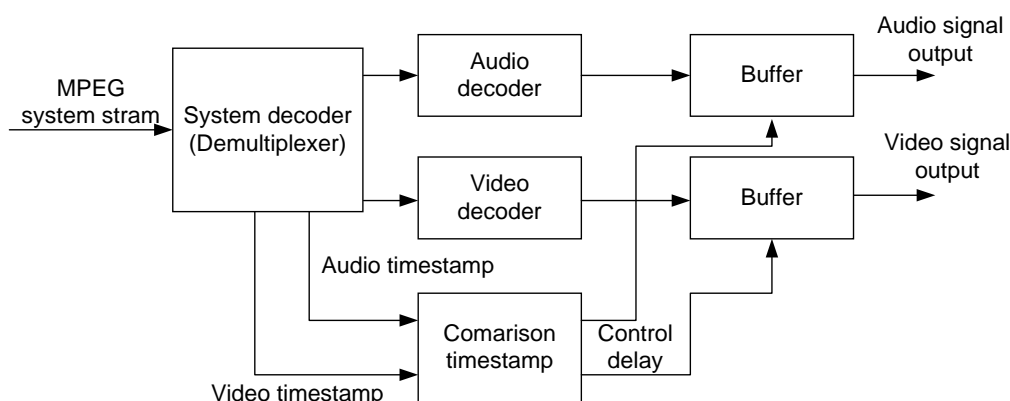 MPEG
system stram
System decoder
(Demultiplexer)
Audio
decoder
Buffer
Audio signal
output
Video
decoder
Buffer
Video signal
output
Audio timestamp
Video timestamp
Comarison
timestamp
Control
delay